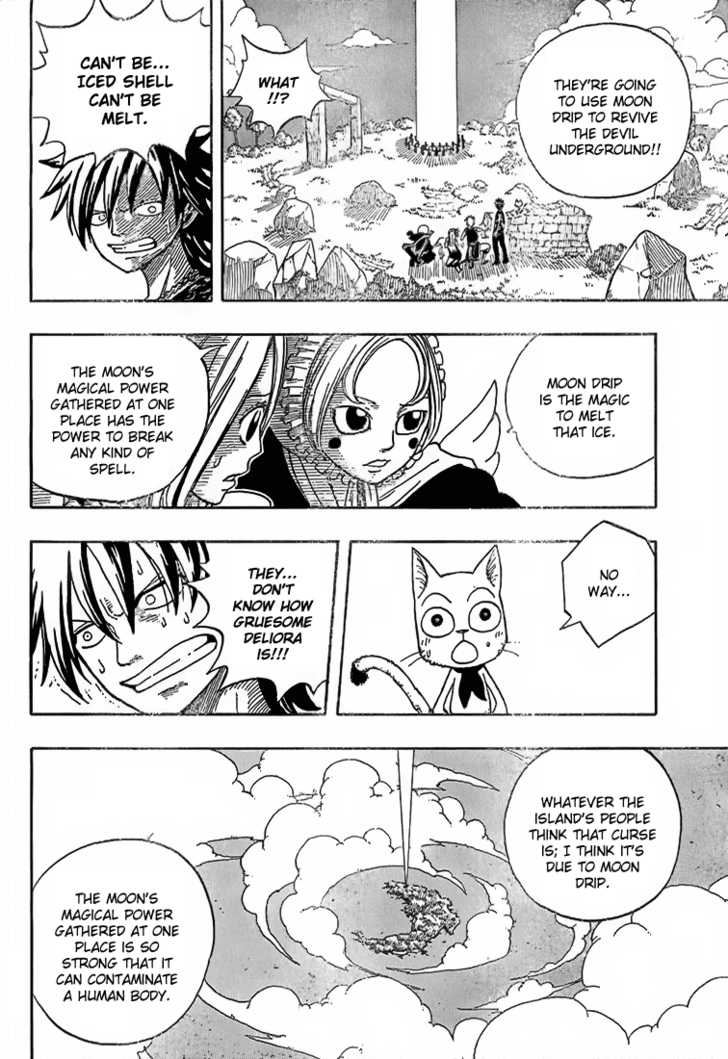 THEY'RE GOING
TO USE MOON
DRIP TO REVIVE
THE DEVIL
UNDERGROUND!!
WHAT
!!?
CAN'T BE...
ICED SHELL
CAN'T BE
MELT.
MOON DRIP
IS THE MAGIC
TO MELT
THAT ICE.
THE MOON'S
MAGICAL POWER
GATHERED AT ONE
PLACE HAS THE
POWER TO BREAK
ANY KIND OF
SPELL.
NO
WAY...
THEY...
DON'T
KNOW HOW
GRUESOME
DELIORA
IS!!!
WHATEVER THE
ISLAND'S PEOPLE
THINK THAT CURSE
IS; I THINK IT'S
DUE TO MOON
DRIP.
THE MOON'S
MAGICAL POWER
GATHERED AT ONE
PLACE IS SO
STRONG THAT IT
CAN CONTAMINATE
A HUMAN BODY.